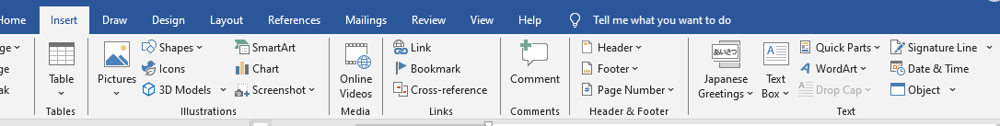 Home Insert Draw Design Layout References Mailings Review View Help Tell me what you want to do
ge
ge
ak
Table
Tables
Pictures
Shapes
Icons
3D Models
SmartArt
Chart
Screenshot
Illustrations
Online
Videos
Media
Link
Bookmark
Cross-reference
Links
Comment
Comments
Header
Footer
Page Number
Header & Footer
あいさつ
Japanese
Greetings
A
Text
Box
Quick Parts
WordArt
Drop Cap
Signature Line
Date & Time
Object
Text